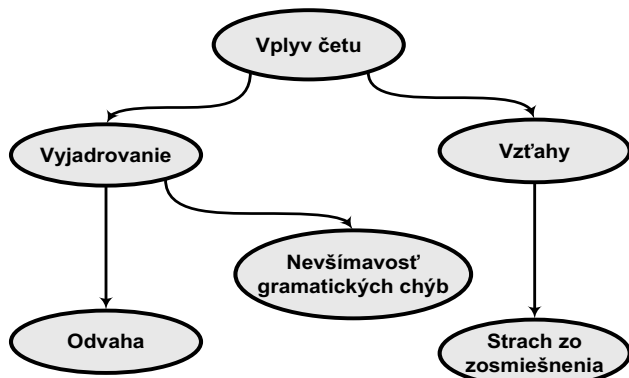 Vplyv četu
Vyjadrovanie
Vzťahy
Nevšímavosť
gramatických chýb
Odvaha
Strach zo
zosmiešnenia